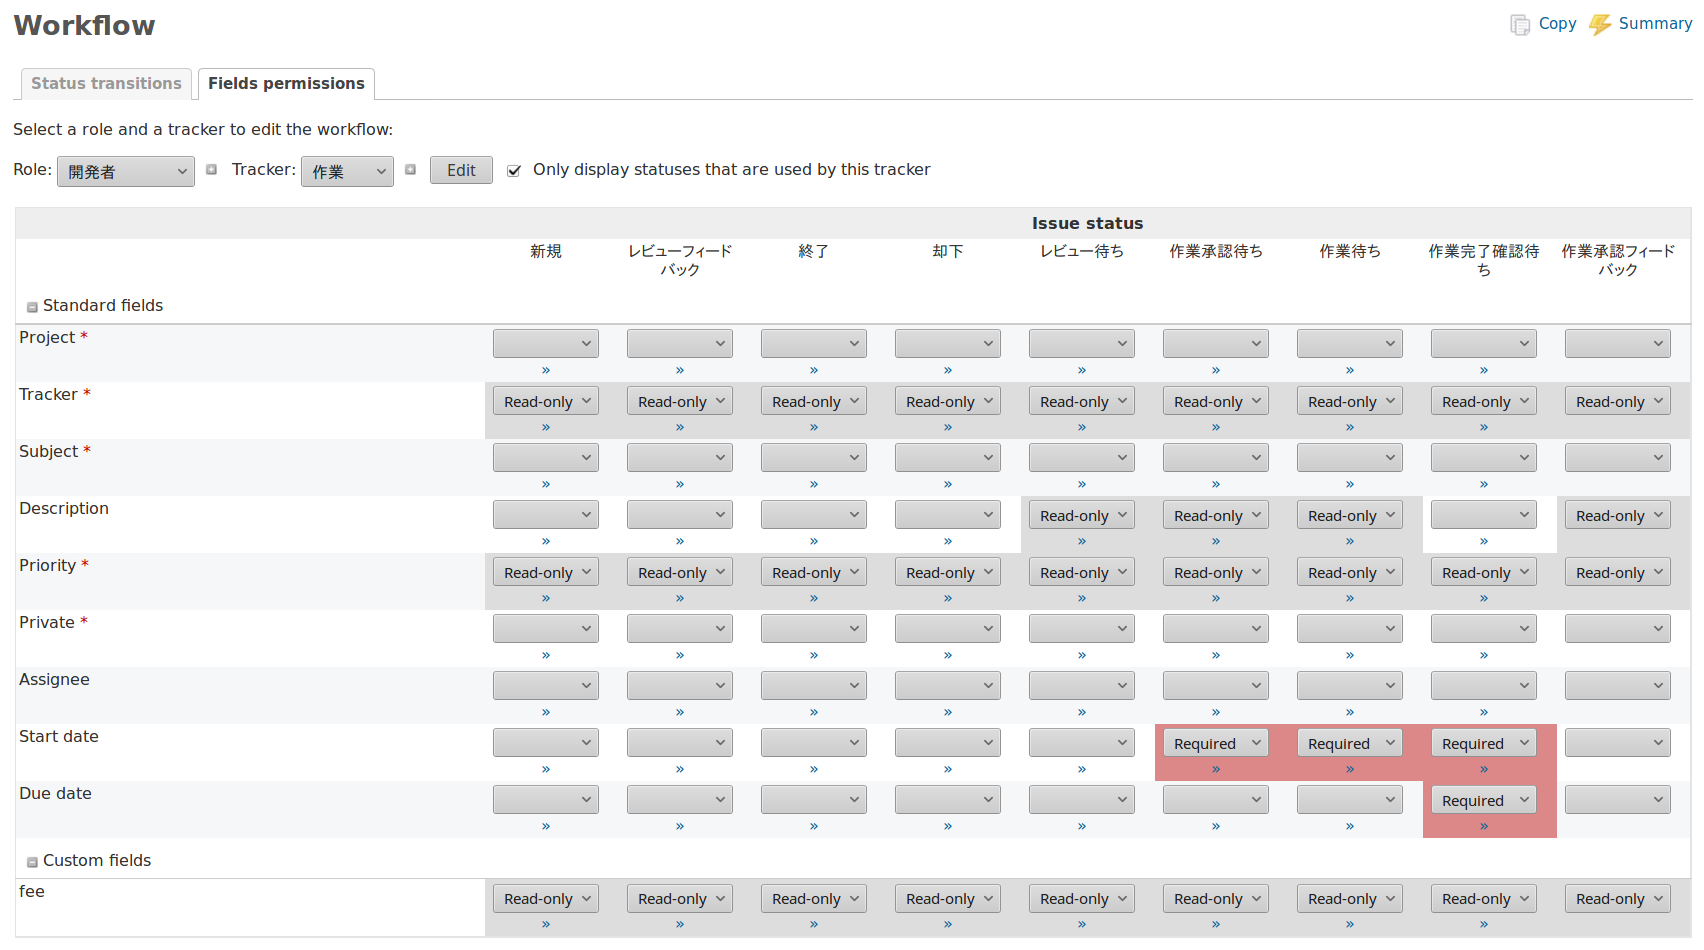 Workflow
Copy Summary
Status transitions Fields permissions
Select a role and a tracker to edit the workflow:
Role: 開発者 Tracker: 作業 Edit Only display statuses that are used by this tracker
Issue status
新規 レビューフィード 終了 却下 レビュー待ち 作業承認待ち 作業待ち 作業完了確認待 作業承認フィード
バック ち バック
Standard fields
Project *
» » » » » » » »
Tracker * Read-only Read-only Read-only Read-only Read-only Read-only Read-only Read-only Read-only
» » » » » » » »
Subject *
» » » » » » » »
Description Read-only Read-only Read-only Read-only
» » » » » » » »
Priority * Read-only Read-only Read-only Read-only Read-only Read-only Read-only Read-only Read-only
» » » » » » » »
Private *
» » » » » » » »
Assignee
» » » » » » » »
Start date Required Required Required
» » » » » » » »
Due date Required
» » » » » » » »
Custom fields
fee Read-only Read-only Read-only Read-only Read-only Read-only Read-only Read-only Read-only
» » » » » » » »